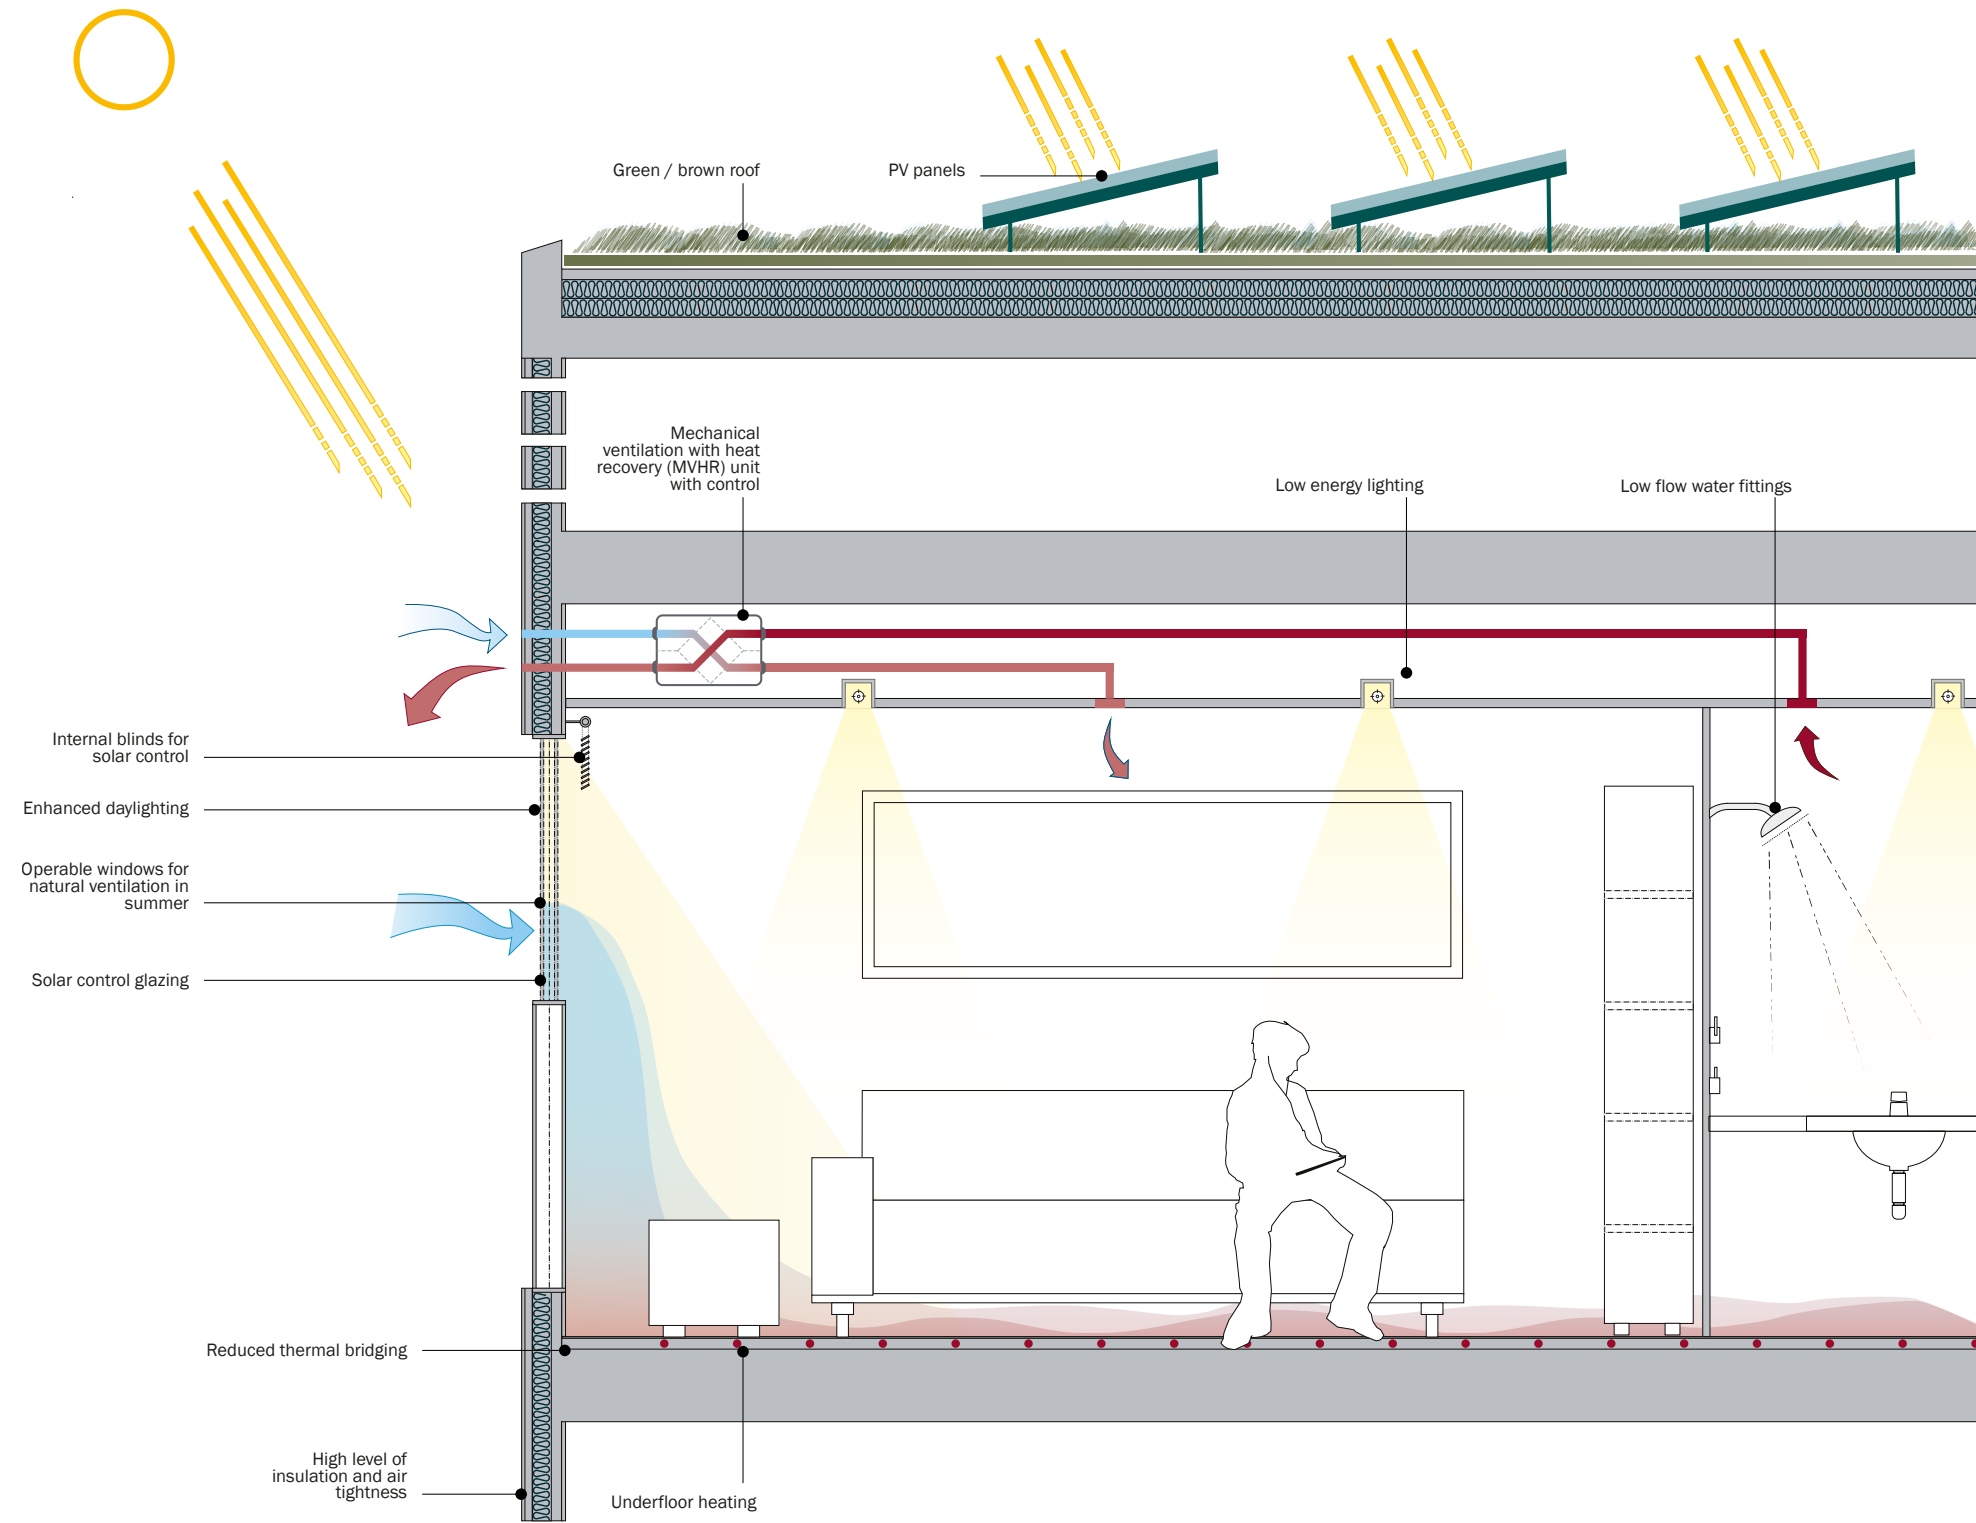 Green / brown roof
PV panels
Mechanical
ventilation with heat
recovery (MVHR) unit
with control
Low energy lighting
Low flow water fittings
Internal blinds for
solar control
Enhanced daylighting
Operable windows for
natural ventilation in
summer
Solar control glazing
Reduced thermal bridging
High level of
insulation and air
tightness
Underfloor heating